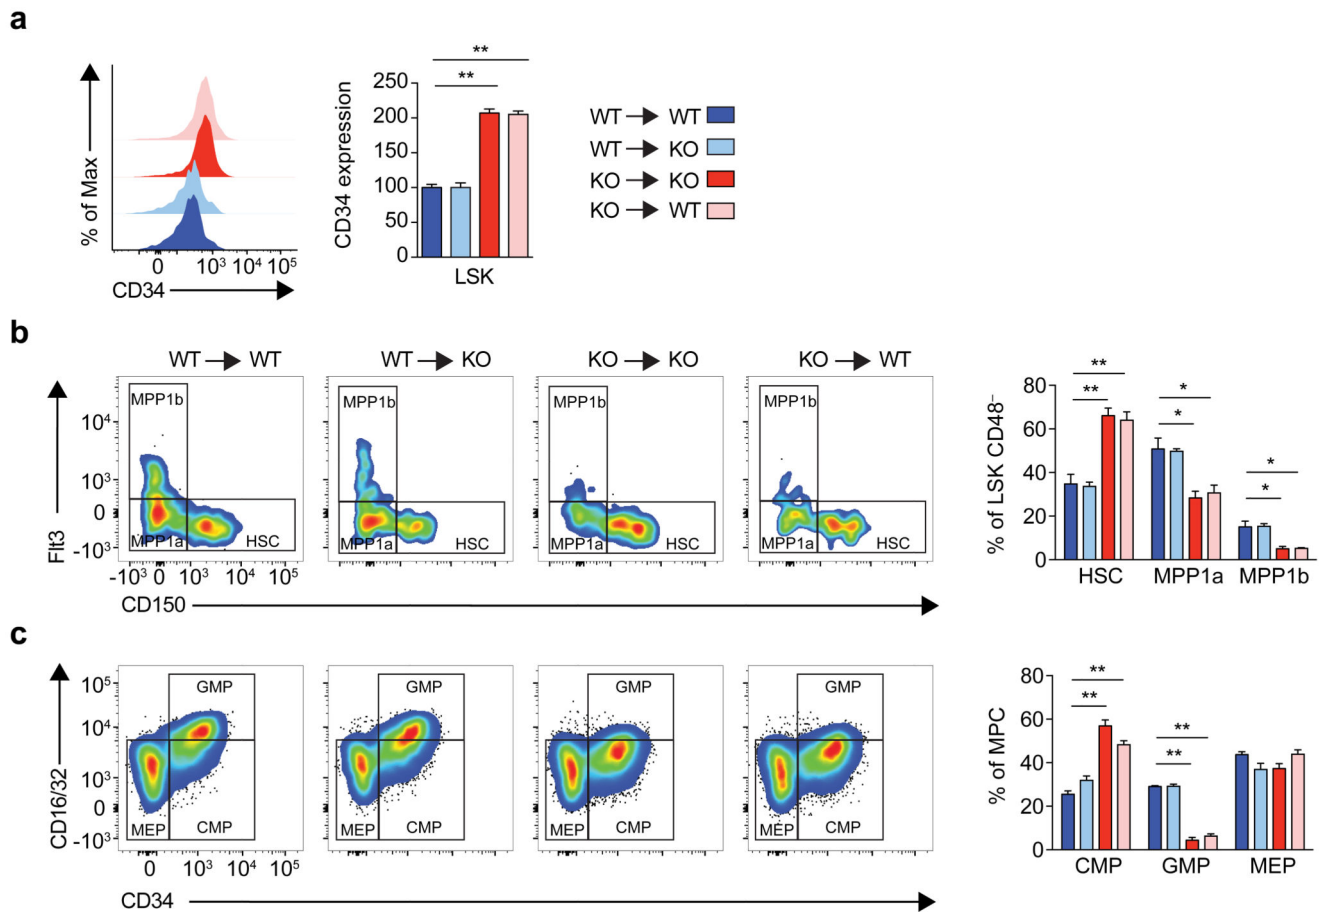 a
% of Max
0 10³ 10⁴ 10⁵
CD34
CD34 expression
250
200
150
100
50
0
**
**
LSK
WT WT
WT KO
KO KO
KO WT
b
WT WT
WT KO
KO KO
KO WT
Flt3
10⁴
10³
0
-10³
MPP1b
MPP1a
HSC
MPP1b
MPP1a
HSC
MPP1b
MPP1a
HSC
MPP1b
MPP1a
HSC
-10³ 0 10³ 10⁴ 10⁵
CD150
% of LSK CD48⁻
80
60
40
20
0
**
**
*
*
*
*
HSC MPP1a MPP1b
c
CD16/32
10⁵
10⁴
10³
0
-10³
GMP
MEP
CMP
GMP
MEP
CMP
GMP
MEP
CMP
GMP
MEP
CMP
0 10³ 10⁴ 10⁵
CD34
% of MPC
80
60
40
20
0
**
**
**
**
CMP GMP MEP